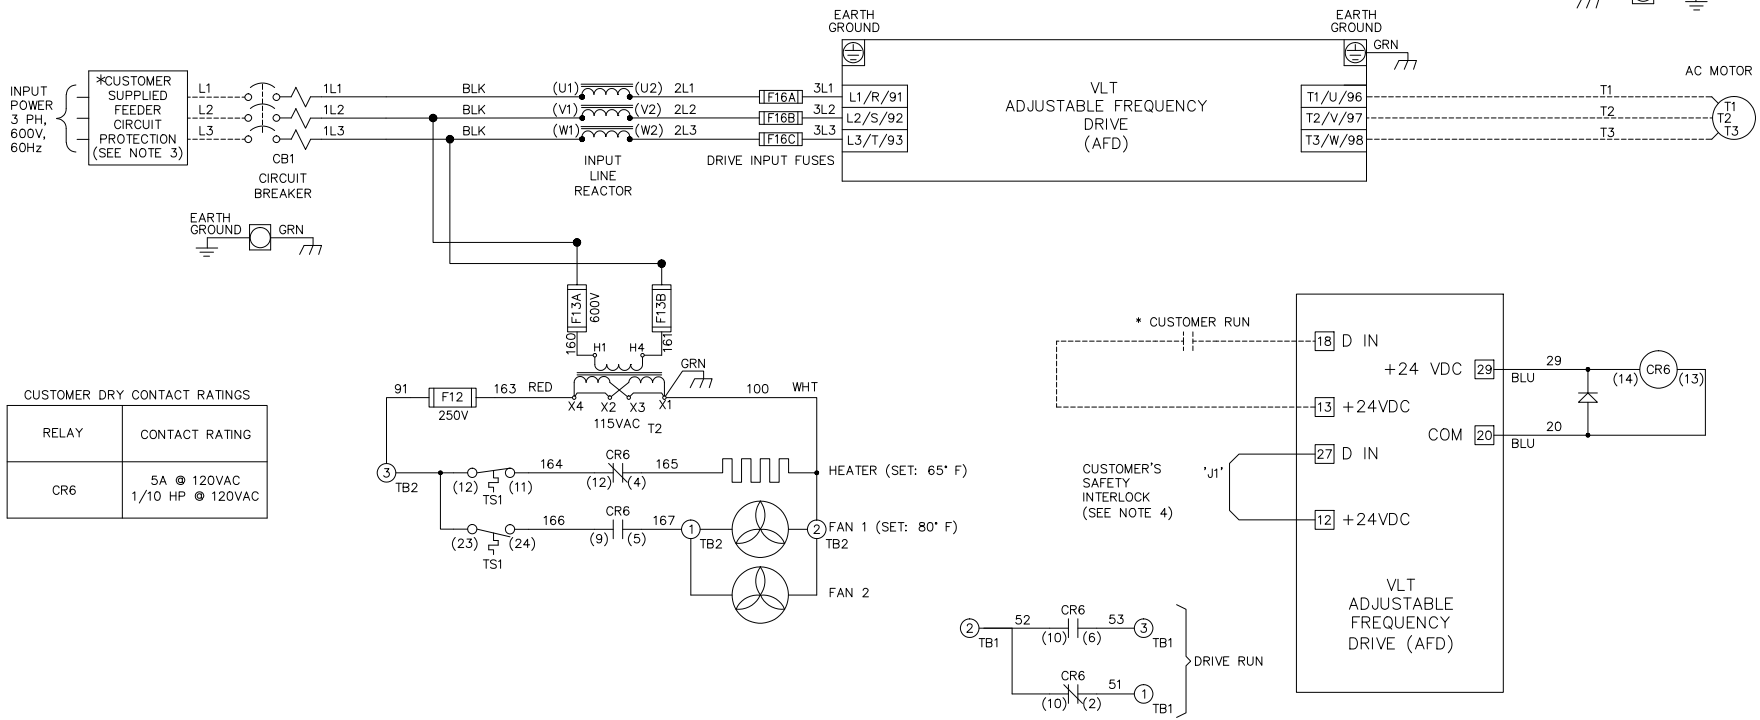 EARTH
GROUND
EARTH
GROUND
GRN
INPUT
POWER
3 PH,
600V,
60Hz
*CUSTOMER
SUPPLIED
FEEDER
CIRCUIT
PROTECTION
(SEE NOTE 3)
L1
L2
L3
CB1
CIRCUIT
BREAKER
1L1
1L2
1L3
BLK
BLK
BLK
(U1) (U2)
(V1) (V2)
(W1) (W2)
INPUT
LINE
REACTOR
2L1
2L2
2L3
F16A
F16B
F16C
DRIVE INPUT FUSES
3L1
3L2
3L3
L1/R/91
L2/S/92
L3/T/93
VLT
ADJUSTABLE FREQUENCY
DRIVE
(AFD)
T1/U/96
T2/V/97
T3/W/98
T1
T2
T3
AC MOTOR
T1
T2
T3
EARTH
GROUND
GRN
F13A
600V
F13B
160
161
H1 H4
GRN
91
F12
250V
163 RED
X4 X2 X3 X1
115VAC T2
100 WHT
3
TB2
(12) (11)
TS1
164
CR6
(12) (4)
165
HEATER (SET: 65° F)
(23) (24)
TS1
166
CR6
(9) (5)
167
1
TB2
2
TB2
FAN 1 (SET: 80° F)
FAN 2
CUSTOMER DRY CONTACT RATINGS
RELAY CONTACT RATING
CR6
5A @ 120VAC
1/10 HP @ 120VAC
* CUSTOMER RUN
18 D IN
13 +24VDC
27 D IN
12 +24VDC
CUSTOMER'S
SAFETY
INTERLOCK
(SEE NOTE 4)
'J1'
+24 VDC 29
COM 20
29
BLU
20
BLU
(14) CR6 (13)
VLT
ADJUSTABLE
FREQUENCY
DRIVE (AFD)
2
TB1
52
CR6
(10) (6)
53
3
TB1
CR6
(10) (2)
51
1
TB1
DRIVE RUN